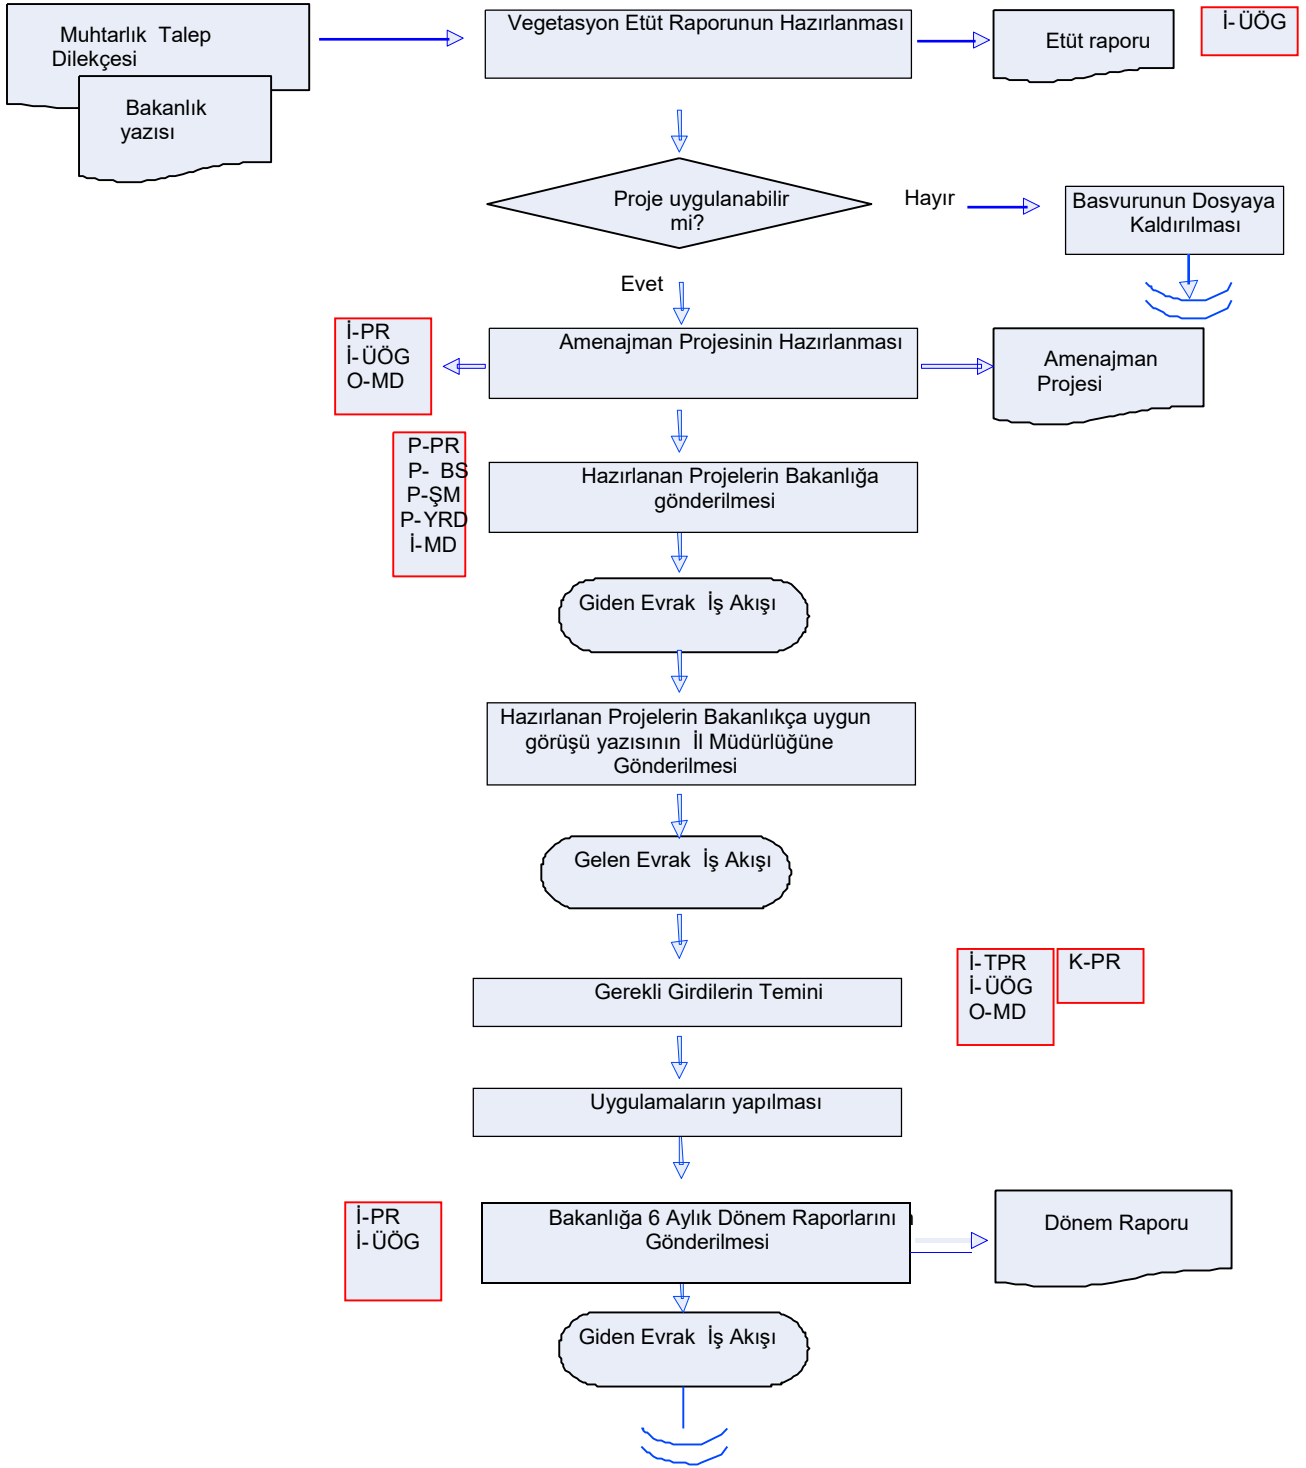 Muhtarlık Talep
Dilekçesi
Bakanlık
yazısı
Vegetasyon Etüt Raporunun Hazırlanması
Etüt raporu
İ-ÜÖG
Proje uygulanabilir
mi?
Hayır
Basvurunun Dosyaya
Kaldırılması
Evet
İ-PR
İ-ÜÖG
O-MD
Amenajman Projesinin Hazırlanması
Amenajman
Projesi
P-PR
P- BS
P-ŞM
P-YRD
İ-MD
Hazırlanan Projelerin Bakanlığa
gönderilmesi
Giden Evrak İş Akışı
Hazırlanan Projelerin Bakanlıkça uygun
görüşü yazısının İl Müdürlüğüne
Gönderilmesi
Gelen Evrak İş Akışı
Gerekli Girdilerin Temini
İ-TPR
İ-ÜÖG
O-MD
K-PR
Uygulamaların yapılması
İ-PR
İ-ÜÖG
Bakanlığa 6 Aylık Dönem Raporlarını
Gönderilmesi
Dönem Raporu
Giden Evrak İş Akışı